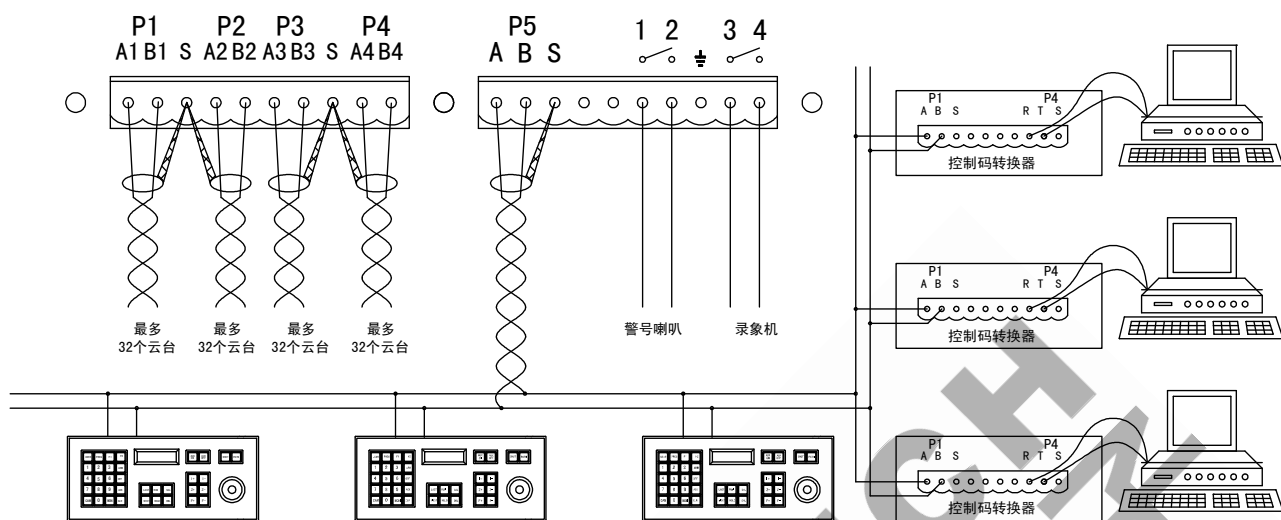 P1 P2 P3 P4
A1 B1 S A2 B2 A3 B3 S A4 B4
P5
A B S
1 2 3 4
最多
32个云台
最多
32个云台
最多
32个云台
最多
32个云台
警号喇叭
录象机
P1 P4
A B S R T S
控制码转换器
P1 P4
A B S R T S
控制码转换器
P1 P4
A B S R T S
控制码转换器